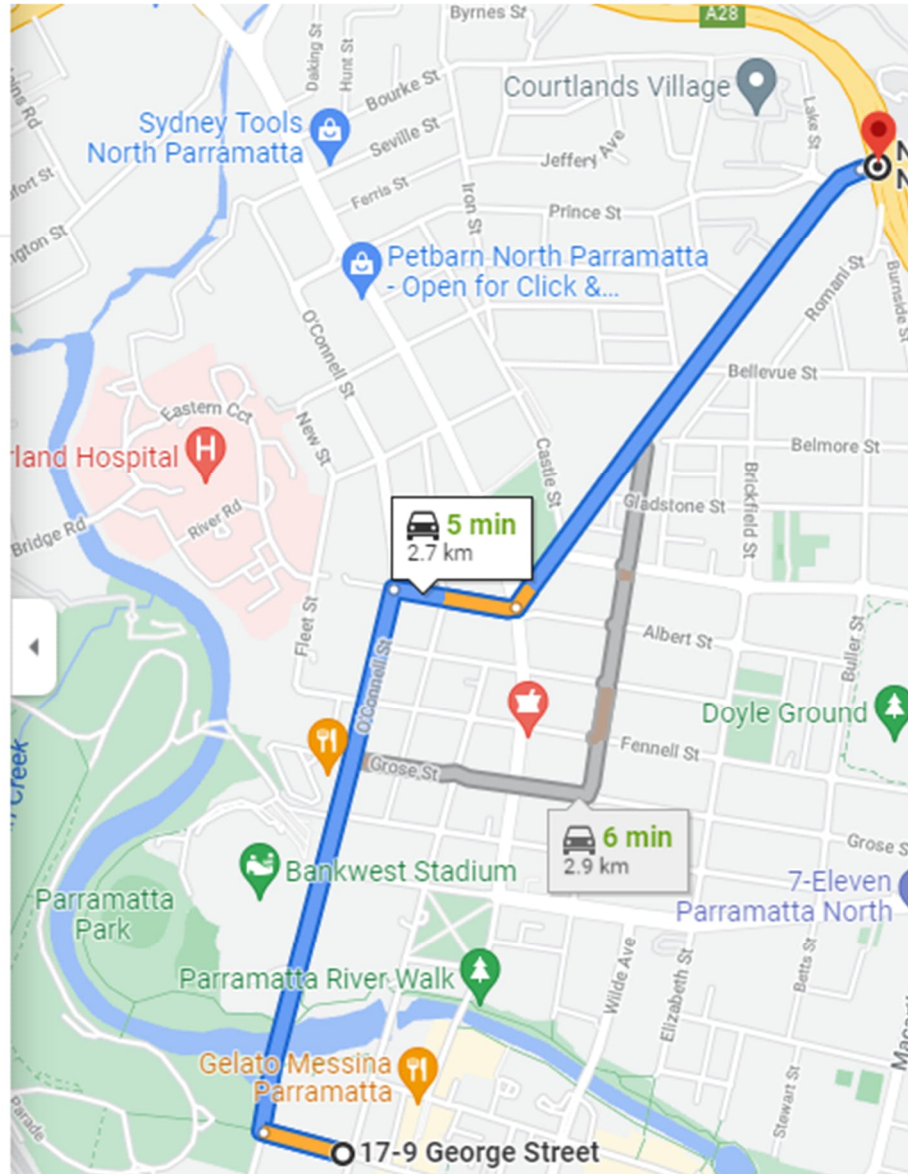 Byrnes St
A28
Daking St
Hunt St
Bourke St
Courtlands Village
Lake St
Sydney Tools
North Parramatta
Seville St
Jeffery Ave
N
N
Ferris St
Iron St
Prince St
Petbarn North Parramatta
- Open for Click &...
Romani St
Burnside St
O'Connell St
Bellevue St
Eastern Cct
New St
Castle St
Belmore St
rland Hospital
Brickfield St
Gladstone St
River Rd
Bridge Rd
5 min
2.7 km
Fleet St
Albert St
Buller St
O'Connell St
Doyle Ground
Fennell St
Creek
Grose St
6 min
2.9 km
Grose S
Bankwest Stadium
7-Eleven
Parramatta North
Parramatta
Park
Parramatta River Walk
Wilde Ave
Elizabeth St
Betts St
Gelato Messina
Parramatta
Stewart St
Parade
17-9 George Street